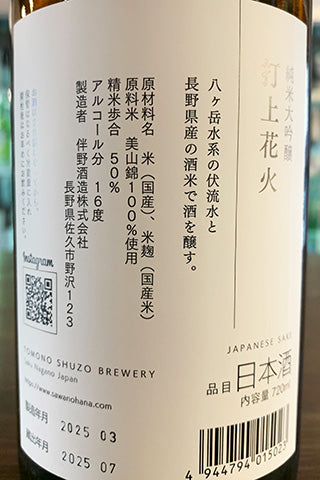 純米大吟醸
打上花火
八ヶ岳水系の伏流水と
長野県産の酒米で酒を醸す。
原材料名 米(国産)、米麹(国産米)
原料米 美山錦100%使用
精米歩合 50%
アルコール分 16度
製造者 伴野酒造株式会社
長野県佐久市野沢123
Instagram
TOMONO SHUZO BREWERY
Saku Nagano Japan
https://www.sawanohana.com
製造年月 2025 03
蔵出年月 2025 07
JAPANESE SAKE
品目 日本酒
内容量 720ml
4 944794 015025